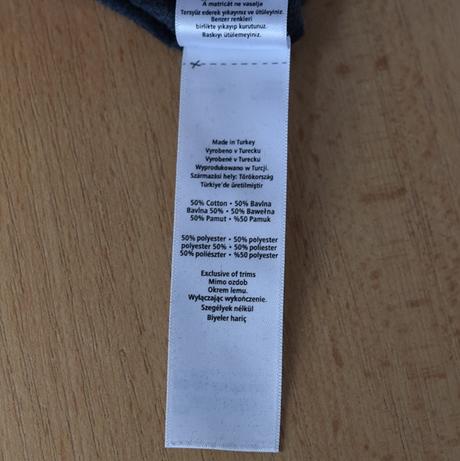 A matricát ne vasalja
Tersyüz ederek yıkayınız ve ütüleyiniz.
Benzer renkleri
birlikte yıkayıp kurutunuz.
Baskıyı ütülemeyiniz.
Made in Turkey
Vyrobeno v Turecku
Vyrobené v Turecku
Wyprodukowano w Turcji.
Származási hely: Törökország
Türkiye'de üretilmiştir
50% Cotton • 50% Bavlna
Bavlna 50% • 50% Bawełna
50% Pamut • %50 Pamuk
50% polyester • 50% polyester
polyester 50% • 50% poliester
50% poliészter • %50 polyester
Exclusive of trims
Mimo ozdob
Okrem lemu.
Wyłączając wykończenie.
Szegélyek nélkül
Biyeler hariç